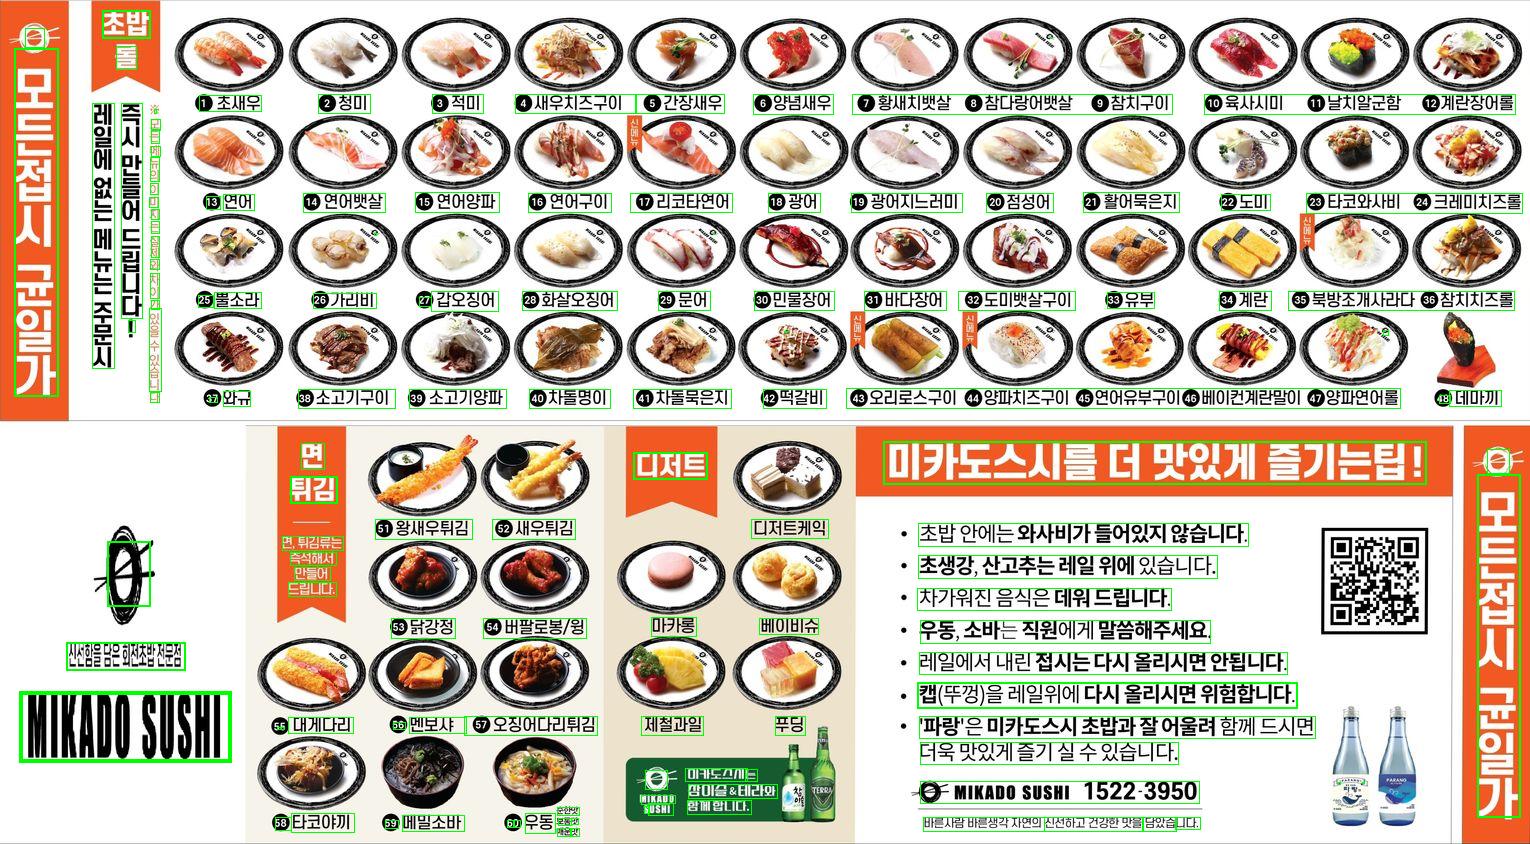 모든접시 균일가
초밥
롤
즉시 만들어 드립니다!
레일에 없는 메뉴는 주문시
1 초새우
2 청미
3 적미
4 새우치즈구이
5 간장새우
6 양념새우
7 황새치뱃살
8 참다랑어뱃살
9 참치구이
10 육사시미
11 날치알군함
12 계란장어롤
13 연어
14 연어뱃살
15 연어양파
16 연어구이
신메뉴
17 리코타연어
18 광어
19 광어지느러미
20 점성어
21 활어묵은지
22 도미
23 타코와사비
24 크레미치즈롤
25 뿔소라
26 가리비
27 갑오징어
28 화살오징어
29 문어
30 민물장어
31 바다장어
32 도미뱃살구이
33 유부
34 계란
신메뉴
35 북방조개사라다
36 참치치즈롤
37 와규
38 소고기구이
39 소고기양파
40 차돌명이
41 차돌묵은지
42 떡갈비
신메뉴
43 오리로스구이
신메뉴
44 양파치즈구이
45 연어유부구이
46 베이컨계란말이
47 양파연어롤
48 데마끼
신선함을 담은 회전초밥 전문점
MIKADO SUSHI
면
튀김
면, 튀김류는
즉석해서
만들어
드립니다.
51 왕새우튀김
52 새우튀김
53 닭강정
54 버팔로봉/윙
55 대게다리
56 멘보샤
57 오징어다리튀김
58 타코야끼
59 메밀소바
60 우동
순한맛
보통맛
매운맛
디저트
디저트케익
마카롱
베이비슈
제철과일
푸딩
MIKADO
SUSHI
미카도스시는
참이슬&테라와
함께 합니다.
TERRA
미카도스시를 더 맛있게 즐기는팁!
• 초밥 안에는 와사비가 들어있지 않습니다.
• 초생강, 산고추는 레일 위에 있습니다.
• 차가워진 음식은 데워 드립니다.
• 우동, 소바는 직원에게 말씀해주세요.
• 레일에서 내린 접시는 다시 올리시면 안됩니다.
• 캡(뚜껑)을 레일위에 다시 올리시면 위험합니다.
• '파랑'은 미카도스시 초밥과 잘 어울려 함께 드시면
더욱 맛있게 즐기 실 수 있습니다.
MIKADO SUSHI 1522-3950
바른사람 바른생각 자연의 신선하고 건강한 맛을 담았습니다.
모든접시 균일가